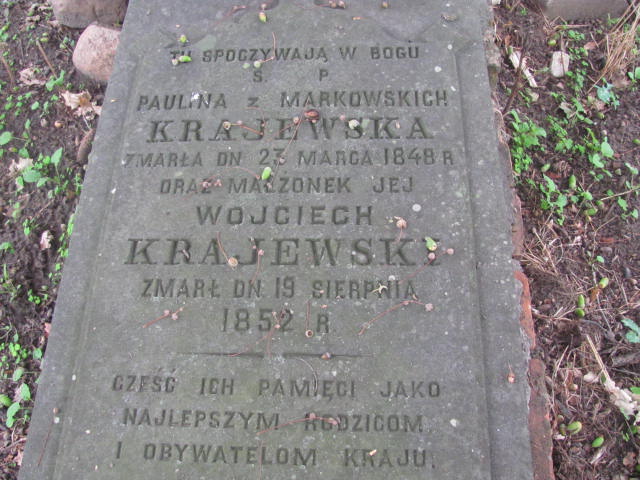 TU SPOCZYWAJĄ W BOGU
S. P
PAULINA z MARKOWSKICH
KRAJEWSKA
ZMARŁA DN 23 MARCA 1848 R
ORAZ MAŁŻONEK JEJ
WOJCIECH
KRAJEWSKI
ZMARŁ DN 19 SIERPNIA
1852 R
CZEŚĆ ICH PAMIĘCI JAKO
NAJLEPSZYM RODZICOM.
I OBYWATELOM KRAJU.